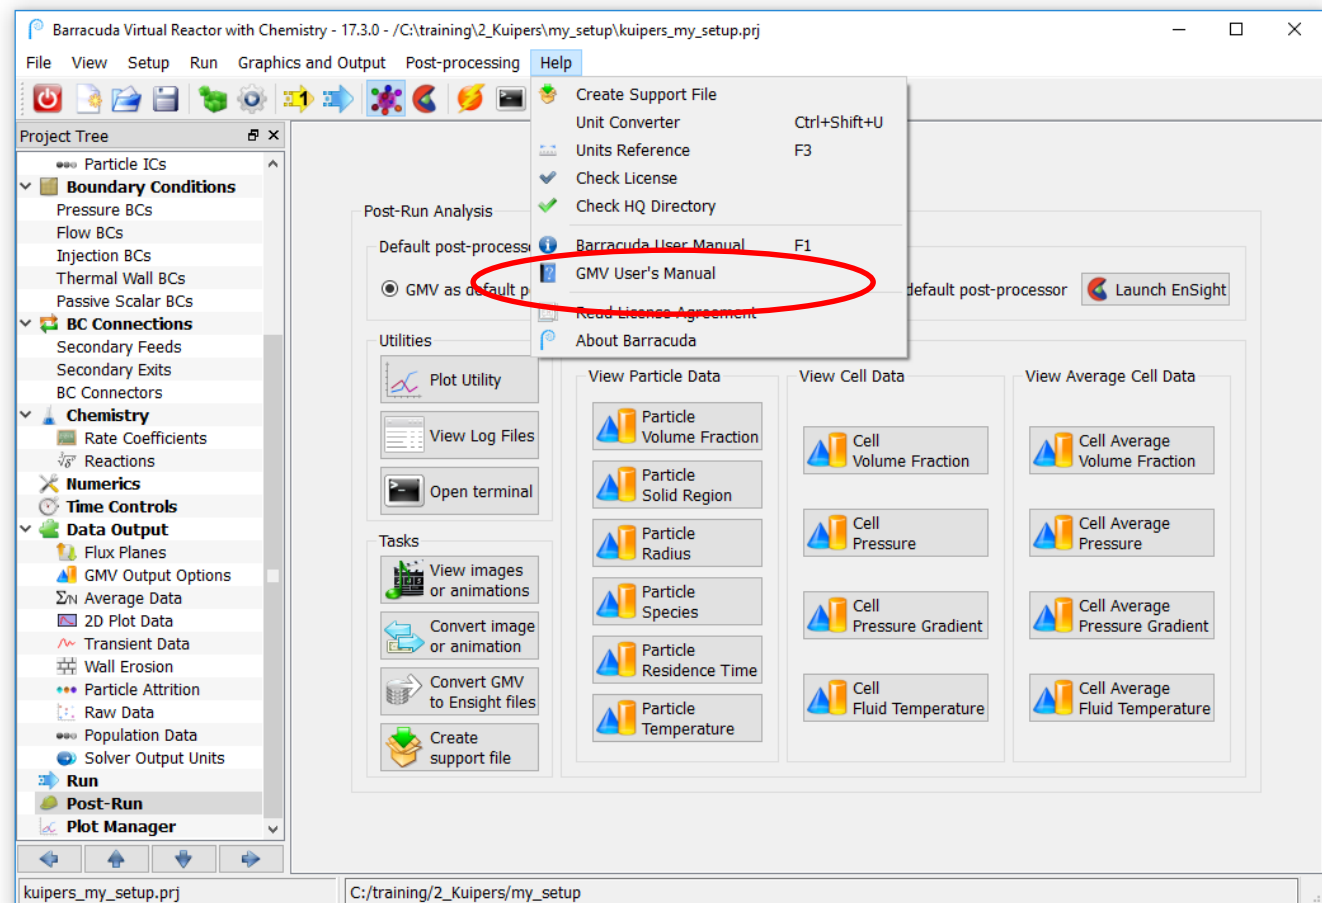 Barracuda Virtual Reactor with Chemistry - 17.3.0 - /C:\training\2_Kuipers\my_setup\kuipers_my_setup.prj
File View Setup Run Graphics and Output Post-processing Help
1
Create Support File
Unit Converter Ctrl+Shift+U
Units Reference F3
Check License
Check HQ Directory
Barracuda User Manual F1
GMV User's Manual
Read License Agreement
About Barracuda
Project Tree
Particle ICs
Boundary Conditions
Pressure BCs
Flow BCs
Injection BCs
Thermal Wall BCs
Passive Scalar BCs
BC Connections
Secondary Feeds
Secondary Exits
BC Connectors
Chemistry
Rate Coefficients
Reactions
Numerics
Time Controls
Data Output
Flux Planes
GMV Output Options
Σ/N Average Data
2D Plot Data
Transient Data
Wall Erosion
Particle Attrition
Raw Data
Population Data
Solver Output Units
Run
Post-Run
Plot Manager
Post-Run Analysis
Default post-processo
GMV as default p
default post-processor
Launch EnSight
Utilities
Plot Utility
View Log Files
Open terminal
Tasks
View images
or animations
Convert image
or animation
Convert GMV
to Ensight files
Create
support file
View Particle Data
Particle
Volume Fraction
Particle
Solid Region
Particle
Radius
Particle
Species
Particle
Residence Time
Particle
Temperature
View Cell Data
Cell
Volume Fraction
Cell
Pressure
Cell
Pressure Gradient
Cell
Fluid Temperature
View Average Cell Data
Cell Average
Volume Fraction
Cell Average
Pressure
Cell Average
Pressure Gradient
Cell Average
Fluid Temperature
kuipers_my_setup.prj
C:/training/2_Kuipers/my_setup